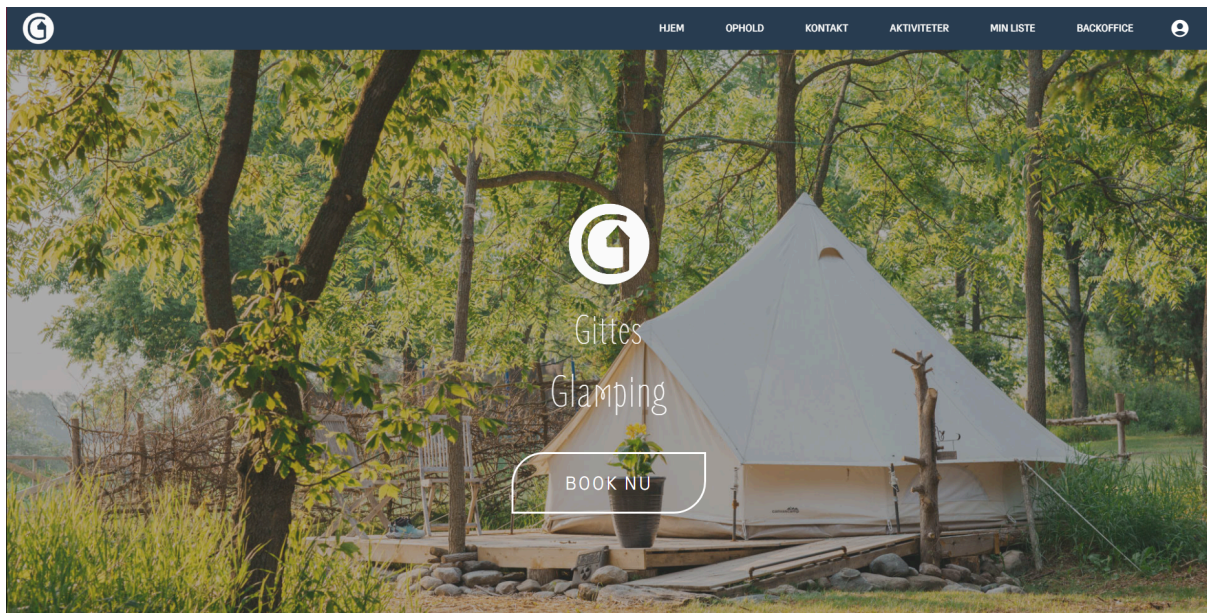 HJEM OPHOLD KONTAKT AKTIVITETER MIN LISTE BACKOFFICE
Gittes
Glamping
BOOK NU